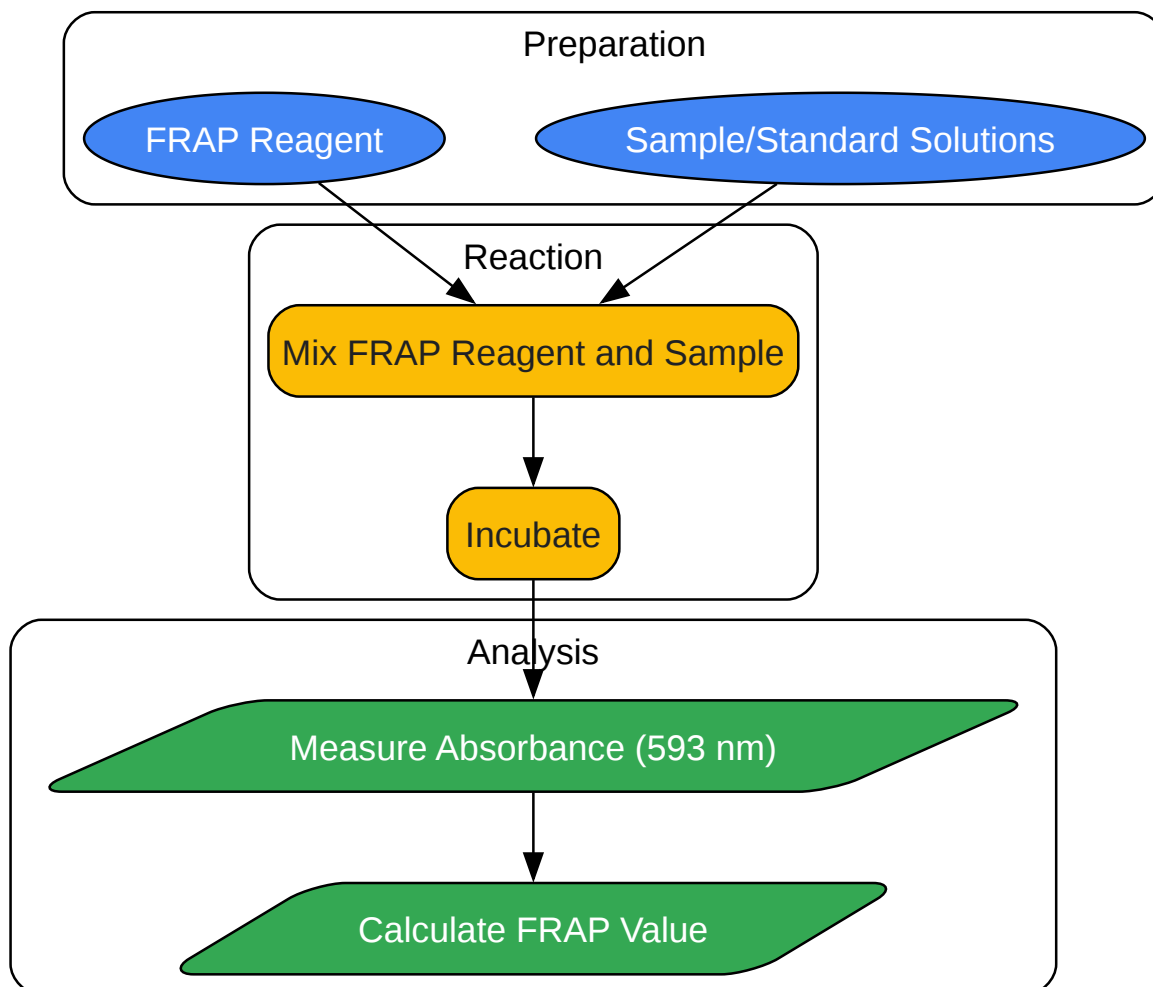 Preparation
FRAP Reagent
Sample/Standard Solutions
Reaction
Mix FRAP Reagent and Sample
Incubate
Analysis
Measure Absorbance (593 nm)
Calculate FRAP Value